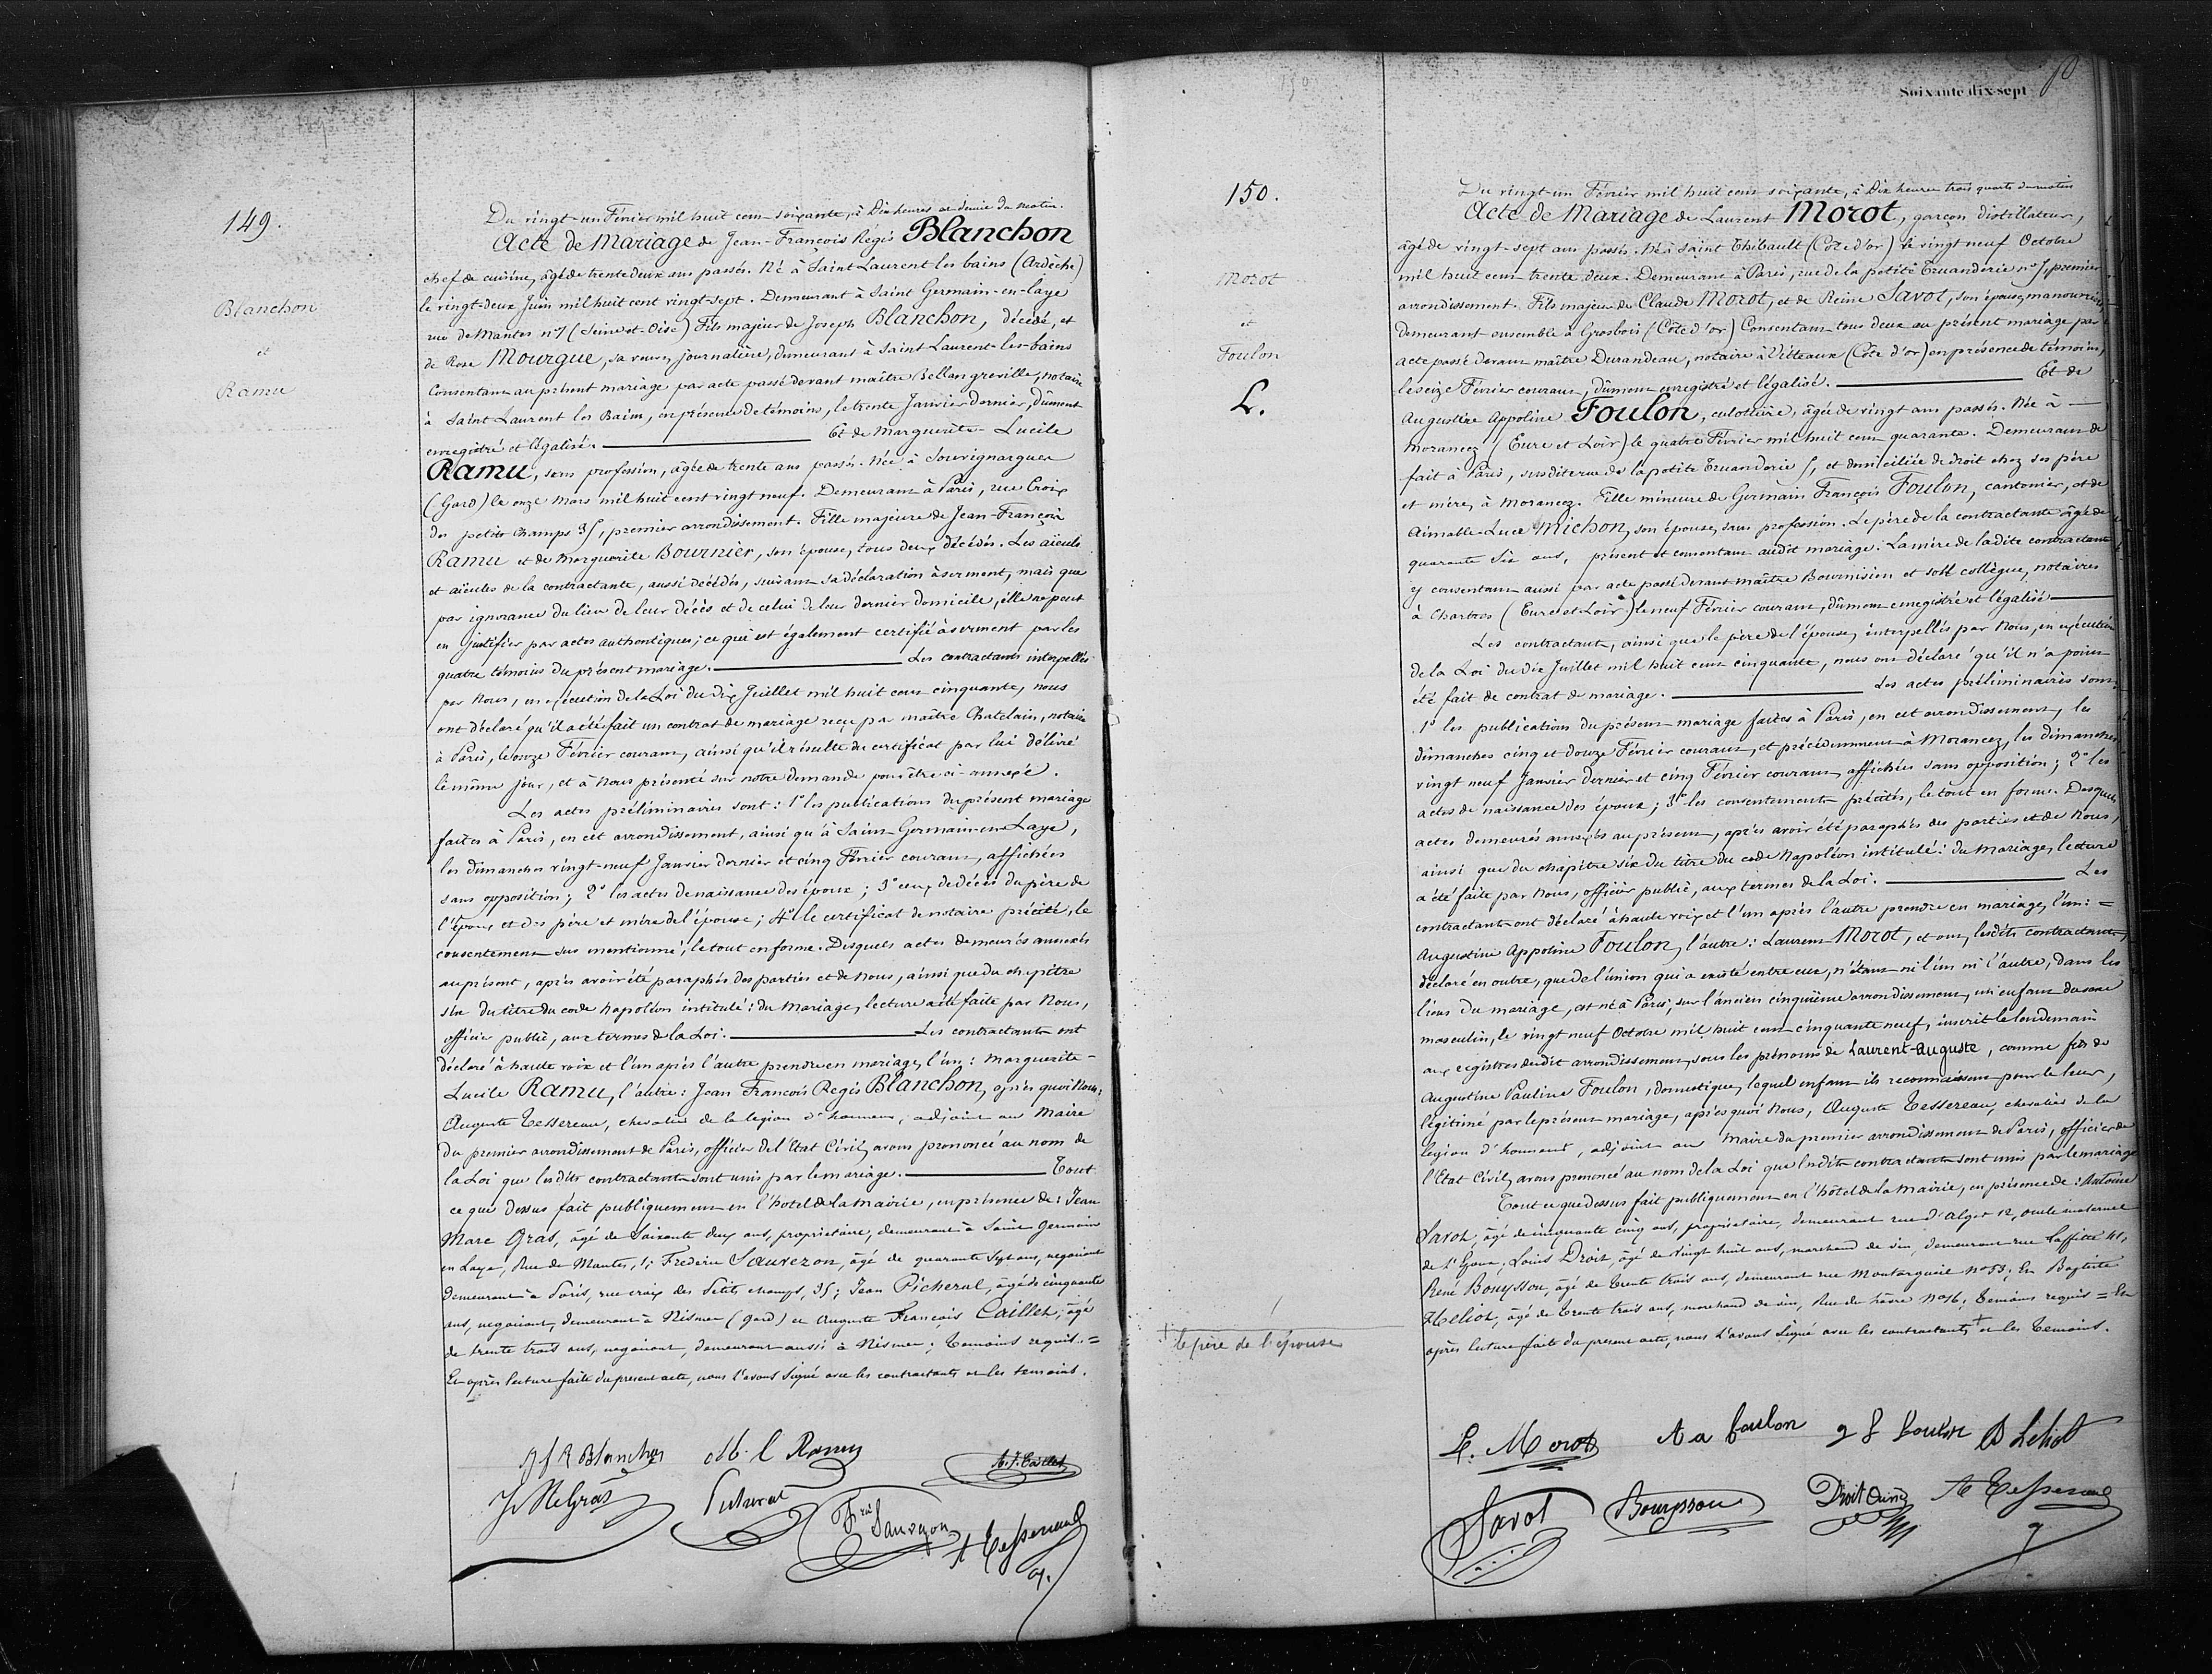 149.
Blanchon
et
Ramu
Du vingt-un Février mil huit cent soixante, à Dix heures et demie du matin.
Acte de Mariage de Jean-François Régis Blanchon
chef de cuisine, âgé de trente deux ans passés. Né à Saint Laurent les bains (Ardèche)
le vingt-deux Juin mil huit cent vingt-sept. Demeurant à Saint Germain-en-laye
rue de Mantes n° 1 (Seine-et-Oise) Fils majeur de Joseph Blanchon, décédé, et
de Rose Mourgue, sa veuve, journalière, demeurant à Saint Laurent-les-bains
Consentant au présent mariage par acte passé devant maître Bellangreville, notaire
à Saint Laurent les Bains, en présence de témoins, le trente Janvier dernier, dûment
enregistré et légalisé. Et de Marguerite-Lucile
Ramu, sans profession, âgée de trente ans passés. Née à Souvignargues
(Gard) le onze Mars mil huit cent vingt neuf. Demeurant à Paris, rue Croix
des petits Champs 35, premier arrondissement. Fille majeure de Jean-François
Ramu et de Marguerite Bournier, son épouse, tous deux décédés. Les aïeuls
et aïeules de la contractante, aussi décédés, suivant sa déclaration à serment, mais que
par ignorance du lieu de leur décès et de celui de leur dernier domicile, elle ne peut
en justifier par actes authentiques; ce qui est également certifié à serment par les
quatre témoins du présent mariage. Les contractants interpellés
par Nous, en exécution de la Loi du dix Juillet mil huit cent cinquante, nous
ont déclaré qu'il a été fait un contrat de mariage reçu par maître Chatelain, notaire
à Paris, le onze Février courant, ainsi qu'il résulte du certificat par lui délivré
le même jour, et à Nous présenté sur notre demande pour être ci-annexé.
Les actes préliminaires sont: 1° les publications du présent mariage
faites à Paris, en cet arrondissement, ainsi qu'à Saint-Germain-en-Laye,
les dimanches vingt-neuf Janvier dernier et cinq Février courant, affichées
sans opposition; 2° les actes de naissance des époux; 3° ceux de décès du père de
l'époux et des père et mère de l'épouse; 4° le certificat de notaire précité, le
consentement sus mentionné; le tout en forme. Desquels actes demeurés annexés
au présent, après avoir été paraphés des parties et de Nous, ainsi que du chapitre
six du titre du code Napoléon intitulé: du Mariage, lecture a été faite par Nous,
officier public, aux termes de la Loi. Les contractants ont
déclaré à haute voix et l'un après l'autre prendre en mariage, l'un: Marguerite-
Lucile Ramu, l'autre: Jean François Régis Blanchon, après quoi Nous,
Auguste Tessereau, chevalier de la légion d'honneur, adjoint au Maire
du premier arrondissement de Paris, officier de l'Etat Civil, avons prononcé au nom de
la Loi que lesdits contractants sont unis par le mariage. Tout
ce que dessus fait publiquement en l'hotel de la Mairie, en présence de: Jean
Marc Gras, âgé de Soixante deux ans, propriétaire, demeurant à Saint Germain
en Laye, Rue de Mantes, 1; Frederic Sauvezon, âgé de quarante Sept ans, negociant
demeurant à Paris, rue croix des Petits champs, 35; Jean Picheral, âgé de cinquante
ans, negociant, demeurant à Nismes (gard) et Auguste François Caillet, âgé
de trente trois ans, negociant, demeurant aussi à Nismes; temoins requis. =
Et après lecture faite du present acte, nous l'avons Signé avec les contractants et les temoins.
J f R Blanchon M. l Ramu A. F. Caillet
J M Gras Picheral Fric Sauvezon A Tessereau
Soixante-dix-sept
150.
Morot
et
Foulon
L.
Du vingt-un Février mil huit cent soixante, à Dix heures trois quarts du matin
Acte de Mariage de Laurent Morot, garçon distillateur,
âgé de vingt-sept ans passés. Né à Saint Thibault (Côte d'or) le vingt neuf Octobre
mil huit cent trente deux. Demeurant à Paris, rue de la petite Truanderie n° 5, premier
arrondissement. Fils majeur de Claude Morot, et de Reine Savot, son épouse, manouvriers,
demeurant ensemble à Grosbois (Côte d'or) Consentant tous deux au présent mariage par
acte passé devant maître Durandeau, notaire à Vitteaux (Côte d'or) en présence de témoins,
le seize Février courant, dûment enregistré et légalisé. Et de
Augustine Appoline Foulon, culottière, âgée de vingt ans passés. Née à
Morancez (Eure et Loir) le quatre Février mil huit cent quarante. Demeurant de
fait à Paris, susdite rue de la petite Truanderie 5, et domiciliée de droit chez ses père
et mère, à Morancez. Fille mineure de Germain François Foulon, cantonier, et de
Aimable-Luce Michon, son épouse, sans profession. Le père de la contractante âgé de
quarante six ans, présent et consentant audit mariage. La mère de ladite contractante
y consentant aussi par acte passé devant maître Bournisien et son collègue, notaires
à Chartres (Eure-et-Loir) le neuf Février courant, dûment enregistré et légalisé
Les contractants, ainsi que le père de l'épouse, interpellés par Nous, en exécution
de la Loi du dix Juillet mil huit cent cinquante, nous ont déclaré qu'il n'a point
été fait de contrat de mariage. Les actes préliminaires sont:
1° les publications du présent mariage faites à Paris, en cet arrondissement, les
dimanches cinq et douze Février courant, et précédemment à Morancez, les dimanches
vingt neuf Janvier dernier et cinq Février courant, affichées sans opposition; 2° les
actes de naissance des époux; 3° les consentements précités, le tout en forme. Desquels
actes demeurés annexés au présent, après avoir été paraphés des parties et de Nous,
ainsi que du chapitre six du titre du code Napoléon intitulé: du Mariage, lecture
a été faite par Nous, officier public, aux termes de la Loi. Les
contractants ont déclaré à haute voix et l'un après l'autre prendre en mariage, l'un: =
Augustine Appoline Foulon, l'autre: Laurent Morot, et ont, lesdits contractants,
déclaré en outre, que de l'union qui a existé entre eux, n'étant ni l'un ni l'autre, dans les
liens du mariage, est né à Paris, sur l'ancien cinquième arrondissement, un enfant du sexe
masculin, le vingt neuf Octobre mil huit cent cinquante neuf, inscrit le lendemain
aux registres dudit arrondissement, sous les prénoms de Laurent-Auguste, comme fils de
Augustine Pauline Foulon, domestique, lequel enfant ils reconnaissent pour le leur,
légitimé par le présent mariage, après quoi Nous, Auguste Tessereau, chevalier de la
légion d'honneur, adjoint au Maire du premier arrondissement de Paris, officier de
l'Etat Civil, avons prononcé au nom de la Loi que lesdits contractants sont unis par le mariage
Tout ce que dessus fait publiquement en l'hôtel de la Mairie, en présence de: Antoine
Savot, âgé de cinquante cinq ans, propriétaire, demeurant rue d'alger 12, oncle maternel
de l'Epoux, Louis Droit, âgé de vingt huit ans, marchand de vin, demeurant rue Laffitte 41,
René Bouyssou, âgé de trente trois ans, demeurant rue Montorgueil n° 53; Et Baptiste
Heliot, âgé de trente trois ans, marchand de vin, Rue du hâvre N° 16; temoins requis = Et
après lecture faite du present acte, nous l'avons Signé avec les contractants + et les temoins.
+ le père de l'épouse
L. Morot A a foulon g f foulon B heliot
Savot Bouyssou Droit A Tessereau